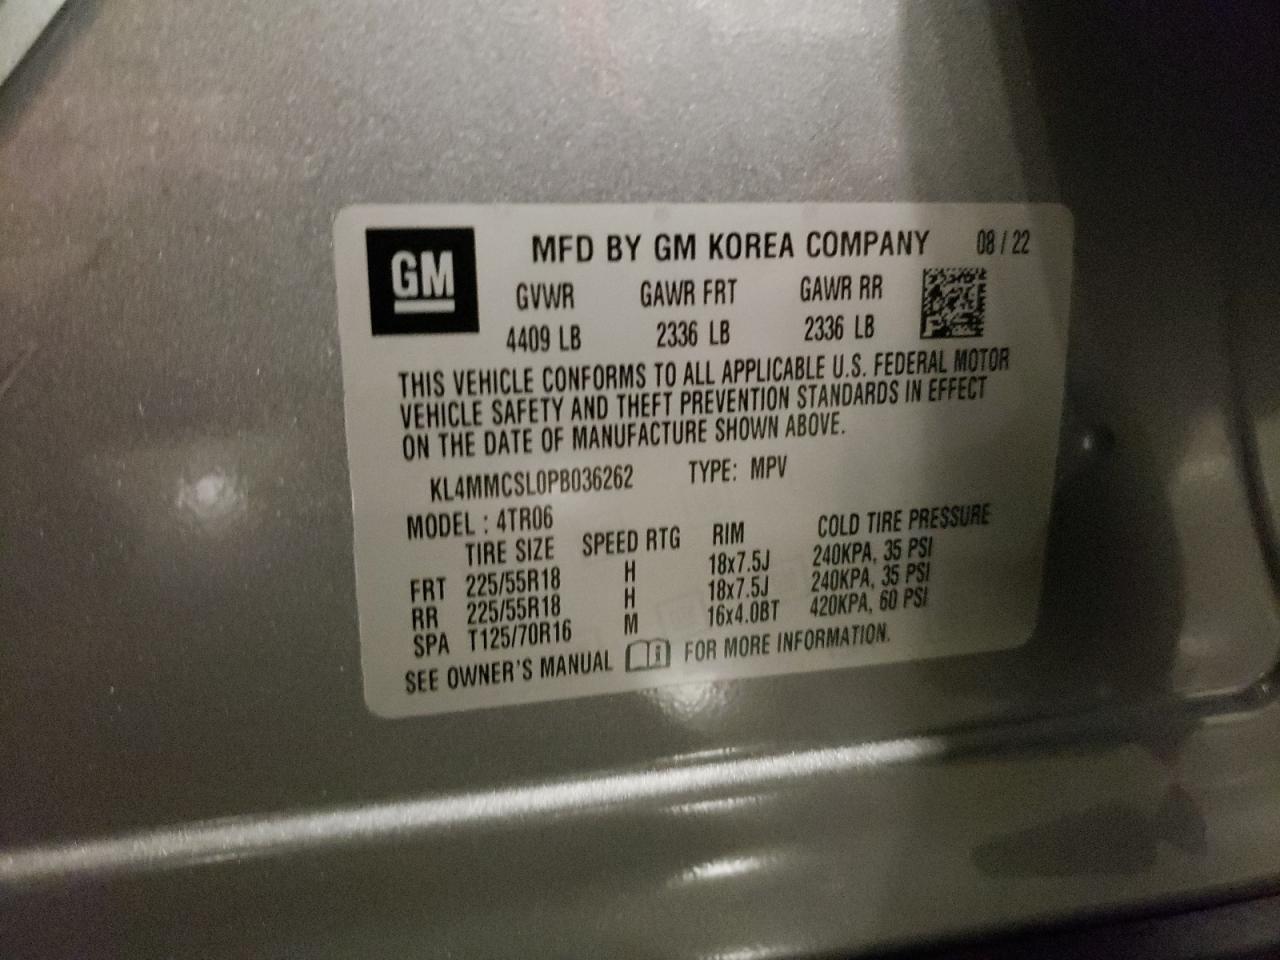 GM
MFD BY GM KOREA COMPANY 08 / 22
GVWR GAWR FRT GAWR RR
4409 LB 2336 LB 2336 LB
THIS VEHICLE CONFORMS TO ALL APPLICABLE U.S. FEDERAL MOTOR
VEHICLE SAFETY AND THEFT PREVENTION STANDARDS IN EFFECT
ON THE DATE OF MANUFACTURE SHOWN ABOVE.
KL4MMCSL0PB036262 TYPE: MPV
MODEL : 4TR06
TIRE SIZE SPEED RTG RIM COLD TIRE PRESSURE
FRT 225/55R18 H 18x7.5J 240KPA, 35 PSI
RR 225/55R18 H 18x7.5J 240KPA, 35 PSI
SPA T125/70R16 M 16x4.0BT 420KPA, 60 PSI
SEE OWNER'S MANUAL i FOR MORE INFORMATION.